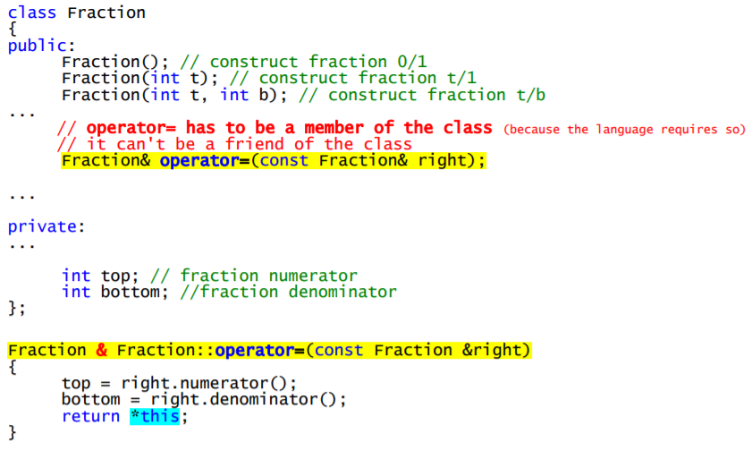 class Fraction
{
public:
Fraction(); // construct fraction 0/1
Fraction(int t); // construct fraction t/1
Fraction(int t, int b); // construct fraction t/b
...
// operator= has to be a member of the class (because the language requires so)
// it can't be a friend of the class
Fraction& operator=(const Fraction& right);
...
private:
...
int top; // fraction numerator
int bottom; //fraction denominator
};
Fraction & Fraction::operator=(const Fraction &right)
{
top = right.numerator();
bottom = right.denominator();
return *this;
}